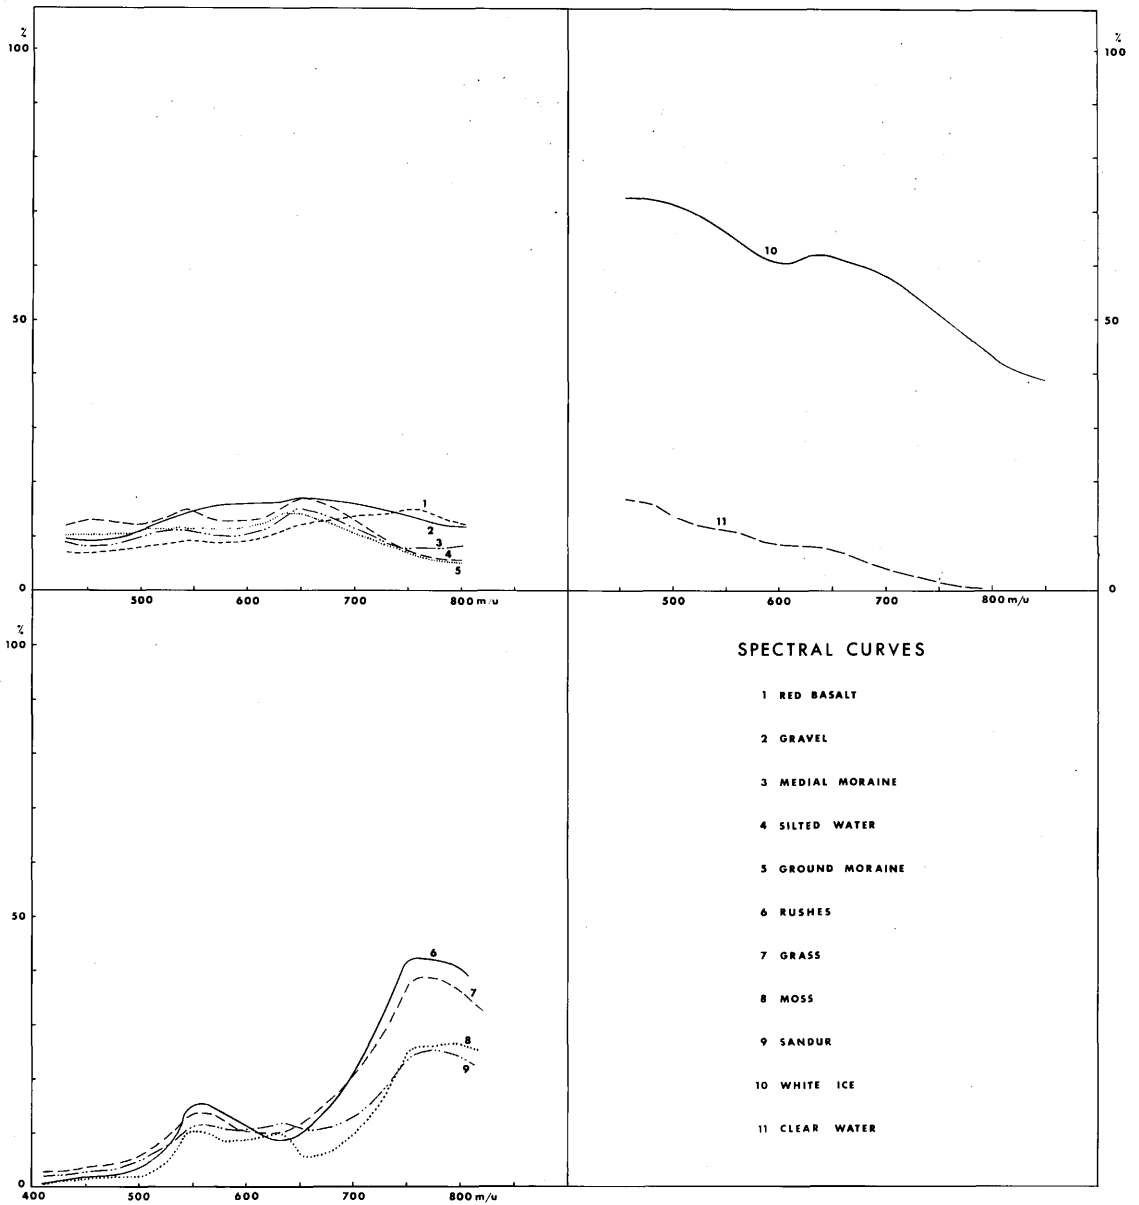 %
100
50
0
1
2
3
4
5
500 600 700 800 m/u
%
100
50
0
10
11
500 600 700 800 m/u
%
100
50
0
6
7
8
9
400 500 600 700 800 m/u
SPECTRAL CURVES
1 RED BASALT
2 GRAVEL
3 MEDIAL MORAINE
4 SILTED WATER
5 GROUND MORAINE
6 RUSHES
7 GRASS
8 MOSS
9 SANDUR
10 WHITE ICE
11 CLEAR WATER